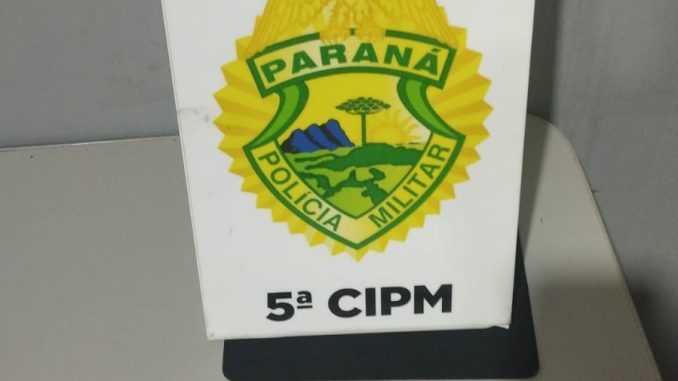 PARANÁ
POLÍCIA MILITAR
5ª CIPM